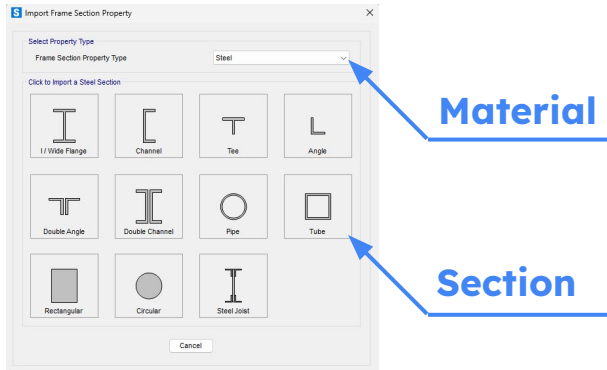 S Import Frame Section Property
Select Property Type
Frame Section Property Type Steel
Click to Import a Steel Section
I / Wide Flange Channel Tee Angle
Double Angle Double Channel Pipe Tube
Rectangular Circular Steel Joist
Cancel
Material
Section